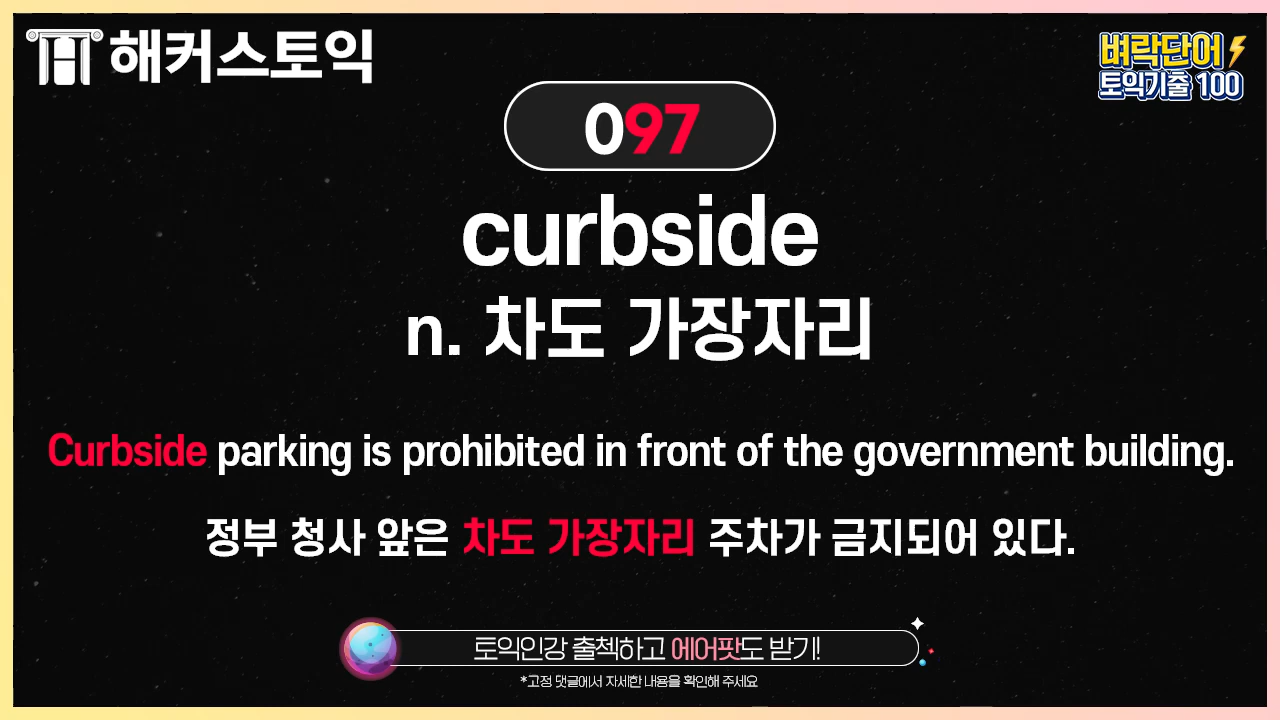 해커스토익
벼락단어
토익기출 100
097
curbside
n. 차도 가장자리
Curbside parking is prohibited in front of the government building.
정부 청사 앞은 차도 가장자리 주차가 금지되어 있다.
토익인강 출첵하고 에어팟도 받기!
*고정 댓글에서 자세한 내용을 확인해 주세요